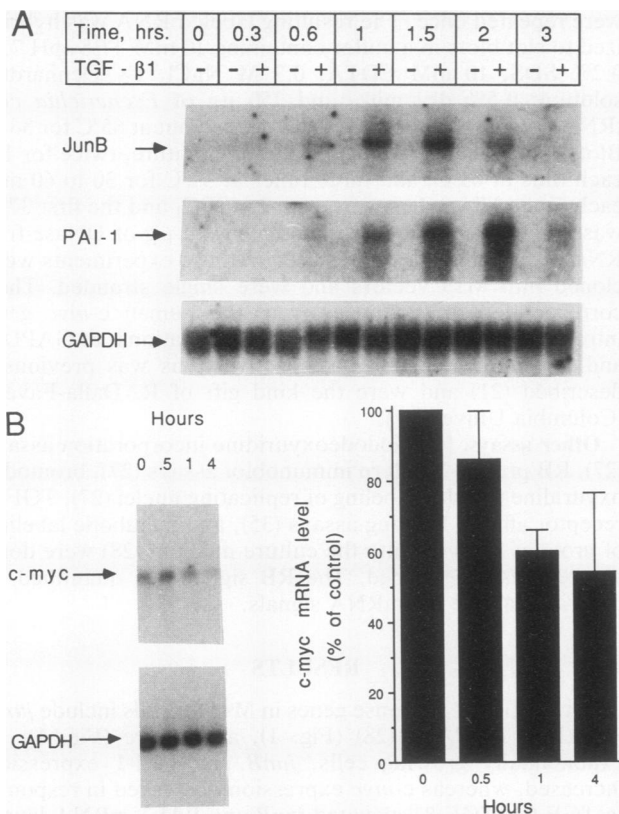 A
Time, hrs. 0 0.3 0.6 1 1.5 2 3
TGF - β1 - - + - + - + - + - + - +
JunB
PAI-1
GAPDH
B
Hours
0 .5 1 4
c-myc
GAPDH
c-myc mRNA level
(% of control)
100
80
60
40
20
0
0 0.5 1 4
Hours